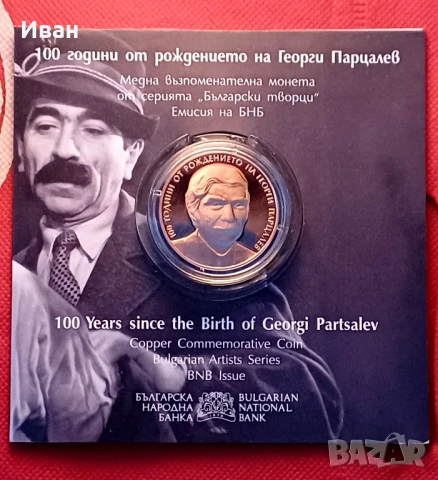 Иван
100 години от рождението на Георги Парцалев
Медна възпоменателна монета
от серията „Български творци"
Емисия на БНБ
100 ГОДИНИ ОТ РОЖДЕНИЕТО НА ГЕОРГИ ПАРЦАЛЕВ
100 Years since the Birth of Georgi Partsalev
Copper Commemorative Coin
Bulgarian Artists Series
BNB Issue
БЪЛГАРСКА
НАРОДНА
БАНКА
BULGARIAN
NATIONAL
BANK
BAZAR